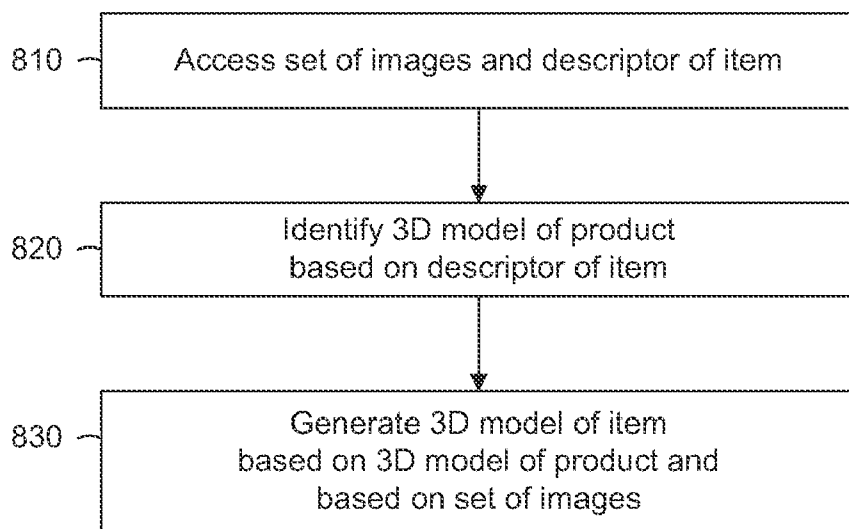 810
Access set of images and descriptor of item
820
Identify 3D model of product
based on descriptor of item
830
Generate 3D model of item
based on 3D model of product and
based on set of images